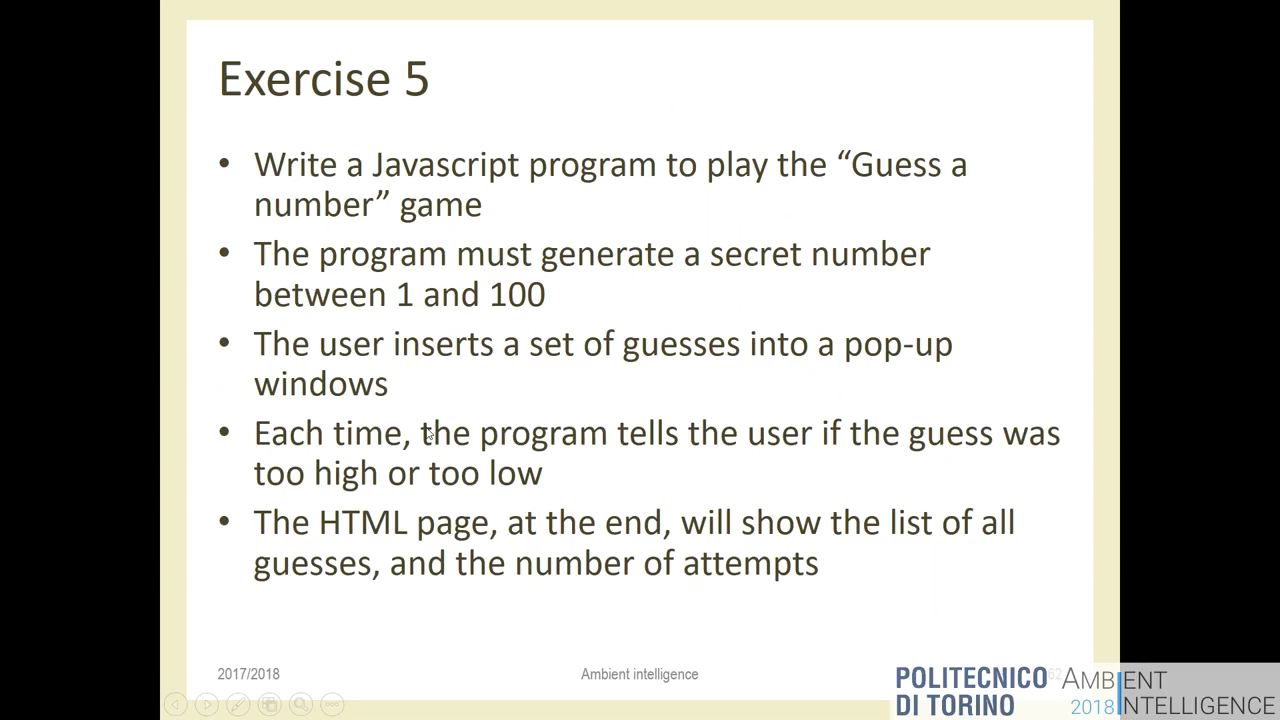 Exercise 5
• Write a Javascript program to play the “Guess a
number” game
• The program must generate a secret number
between 1 and 100
• The user inserts a set of guesses into a pop-up
windows
• Each time, the program tells the user if the guess was
too high or too low
• The HTML page, at the end, will show the list of all
guesses, and the number of attempts
2017/2018
Ambient intelligence
62
POLITECNICO
DI TORINO
AMBIENT
2018 INTELLIGENCE